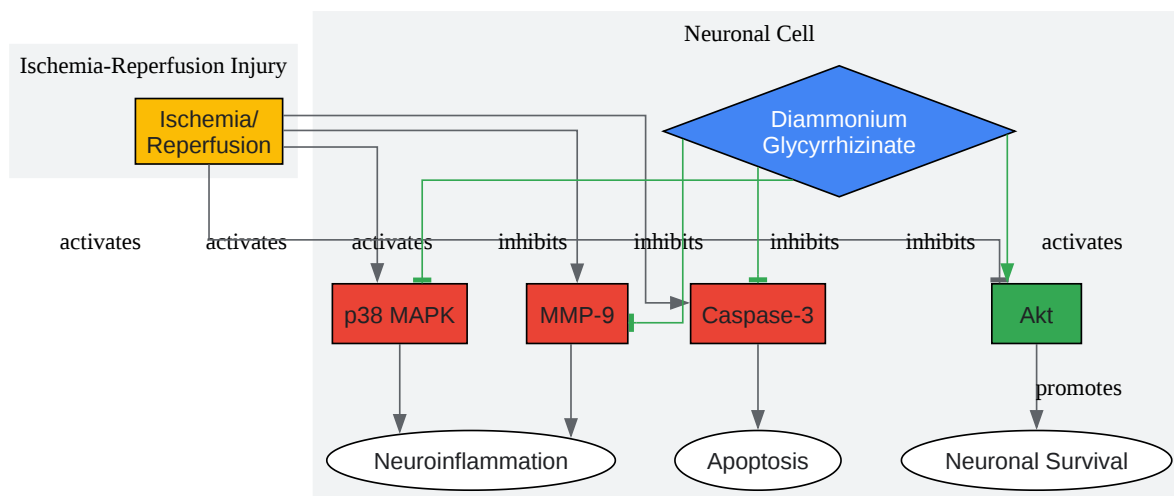 Neuronal Cell
Ischemia-Reperfusion Injury
Ischemia/
Reperfusion
Diammonium
Glycyrrhizinate
activates activates activates inhibits inhibits inhibits inhibits activates
p38 MAPK MMP-9 Caspase-3 Akt
promotes
Neuroinflammation Apoptosis Neuronal Survival